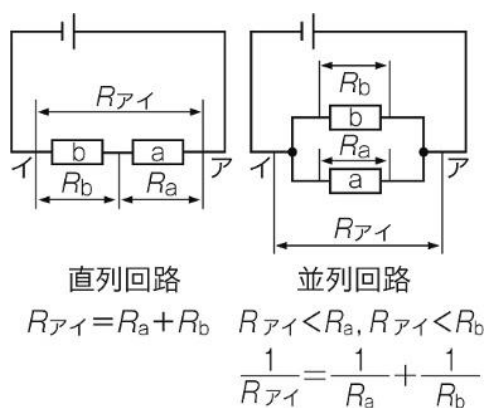 Rアイ
b
a
イ
ア
Rb
Ra
直列回路
Rアイ=Ra+Rb
Rb
b
Ra
イ
ア
a
Rアイ
並列回路
Rアイ<Ra, Rアイ<Rb
1/Rアイ=1/Ra+1/Rb